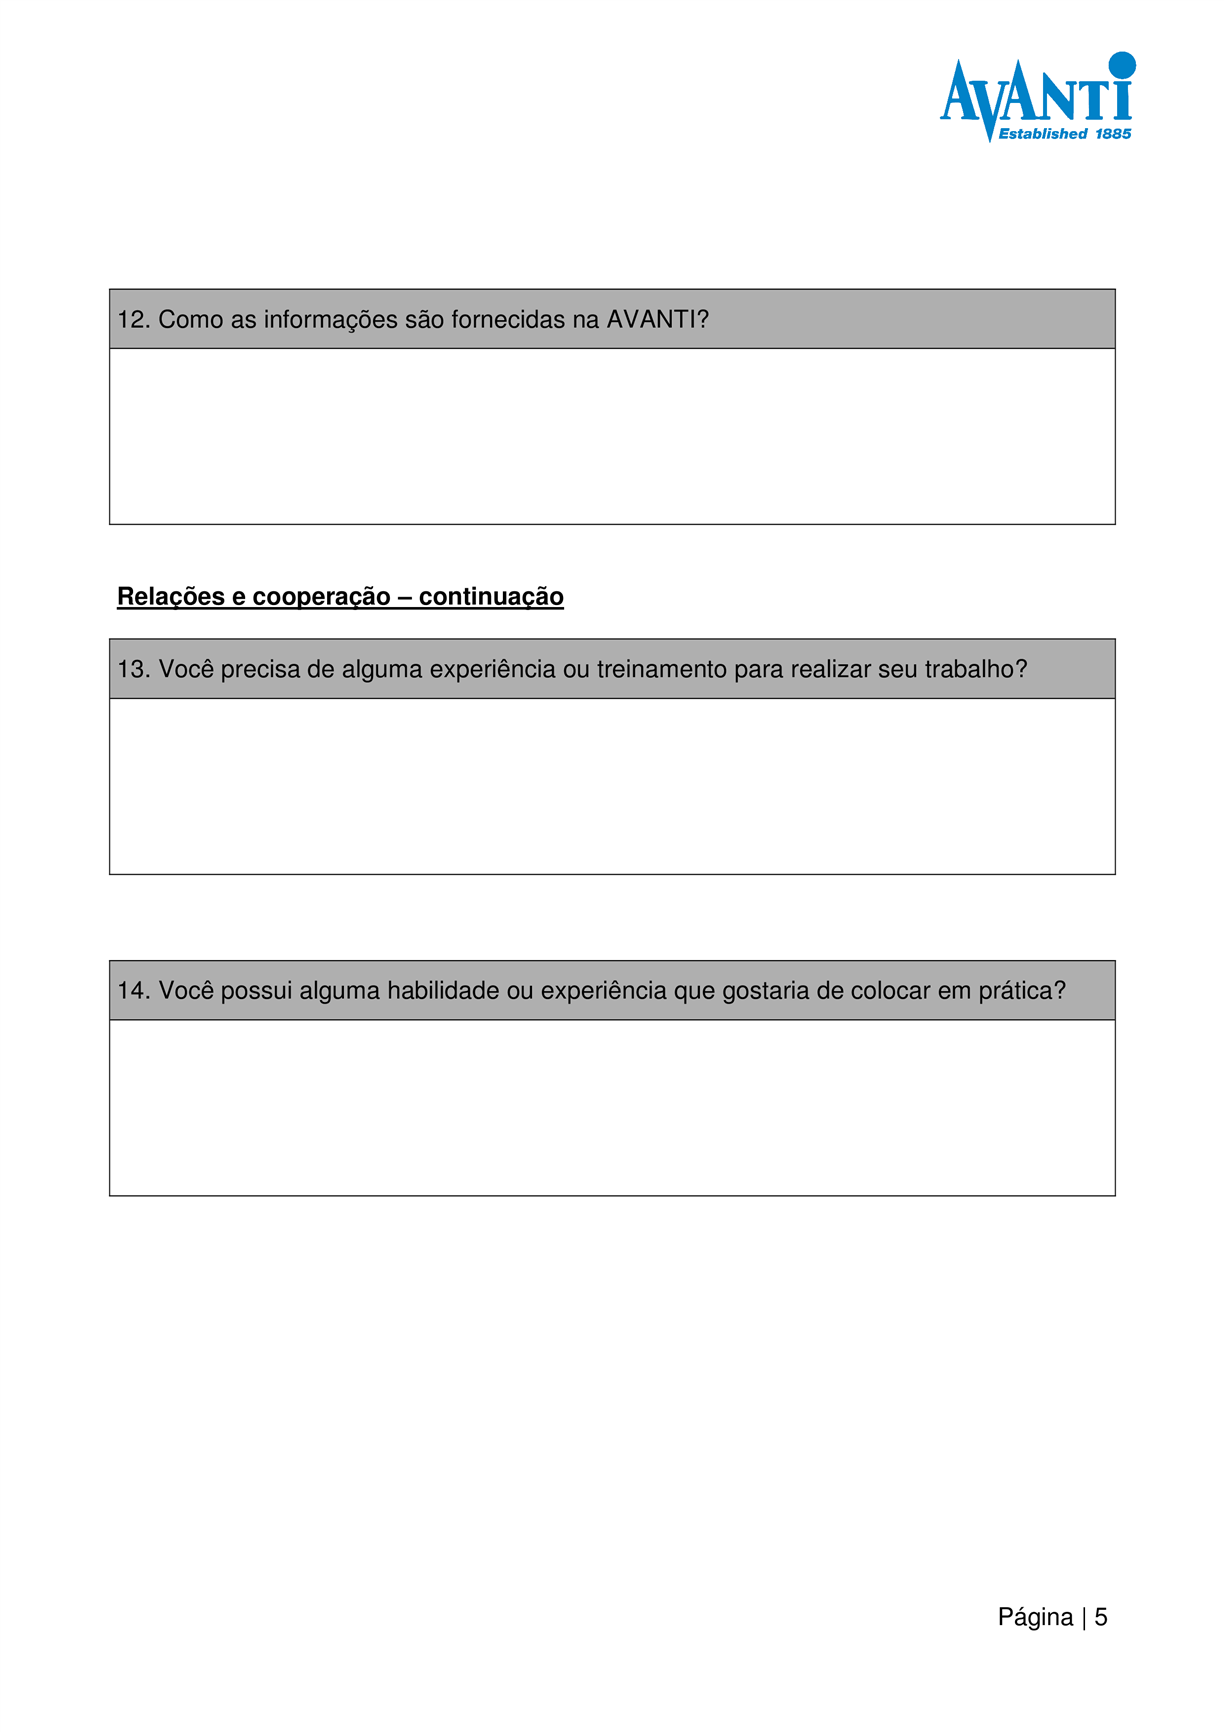 AVANTI
Established 1885
12. Como as informações são fornecidas na AVANTI?
Relações e cooperação – continuação
13. Você precisa de alguma experiência ou treinamento para realizar seu trabalho?
14. Você possui alguma habilidade ou experiência que gostaria de colocar em prática?
Página | 5